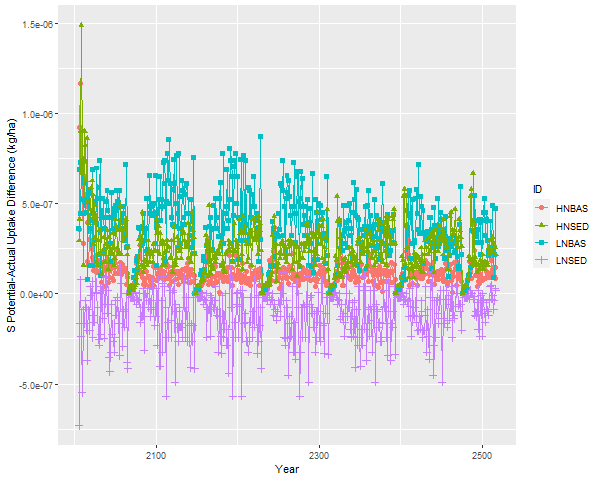 S Potential-Actual Uptake Difference (kg/ha)
1.5e-06
1.0e-06
5.0e-07
0.0e+00
-5.0e-07
2100
2300
2500
Year
ID
HNBAS
HNSED
LNBAS
LNSED